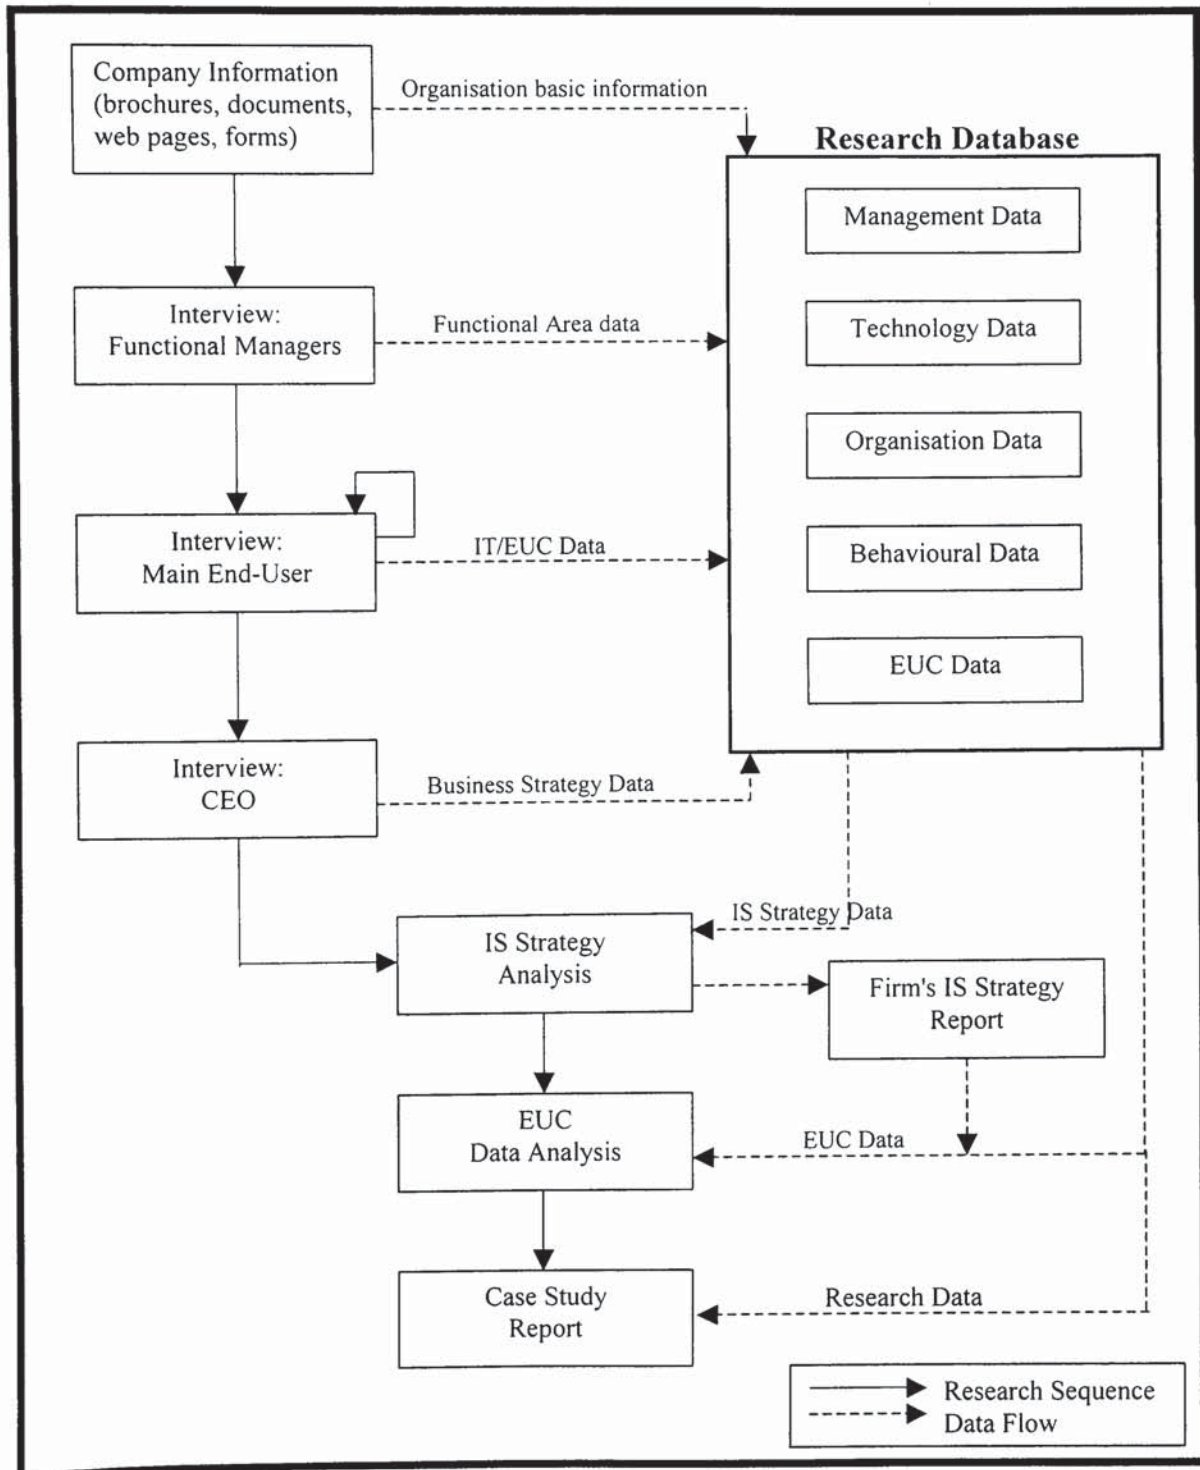 Company Information
(brochures, documents,
web pages, forms)
Organisation basic information
Research Database
Management Data
Technology Data
Organisation Data
Behavioural Data
EUC Data
Interview:
Functional Managers
Functional Area data
Interview:
Main End-User
IT/EUC Data
Interview:
CEO
Business Strategy Data
IS Strategy Data
IS Strategy
Analysis
Firm's IS Strategy
Report
EUC
Data Analysis
EUC Data
Case Study
Report
Research Data
Research Sequence
Data Flow